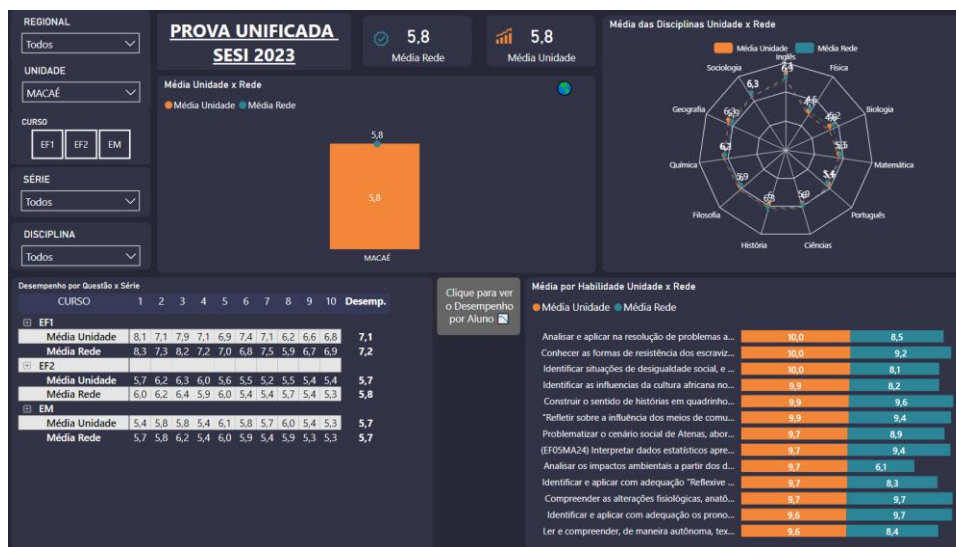 REGIONAL
Todos
UNIDADE
MACAÉ
CURSO
EF1 EF2 EM
SÉRIE
Todos
DISCIPLINA
Todos
PROVA UNIFICADA
SESI 2023
5,8
Média Rede
5,8
Média Unidade
Média Unidade x Rede
Média Unidade Média Rede
5,8
5,8
MACAÉ
Média das Disciplinas Unidade x Rede
Média Unidade Média Rede
Inglês
Sociologia
Física
6,3
Geografia
Biologia
Química
Matemática
Filosofia
Português
História
Ciências
Desempenho por Questão x Série
CURSO 1 2 3 4 5 6 7 8 9 10 Desemp.
EF1
Média Unidade 8,1 7,1 7,9 7,1 6,9 7,4 7,1 6,2 6,6 6,8 7,1
Média Rede 8,3 7,3 8,2 7,2 7,0 6,8 7,5 5,9 6,7 6,9 7,2
EF2
Média Unidade 5,7 6,2 6,3 6,0 5,6 5,5 5,2 5,5 5,4 5,4 5,7
Média Rede 6,0 6,2 6,4 5,9 6,0 5,4 5,4 5,7 5,4 5,3 5,8
EM
Média Unidade 5,4 5,8 5,8 5,4 6,1 5,8 5,7 6,0 5,4 5,3 5,7
Média Rede 5,7 5,8 6,2 5,4 6,0 5,9 5,4 5,9 5,3 5,3 5,7
Clique para ver
o Desempenho
por Aluno
Média por Habilidade Unidade x Rede
Média Unidade Média Rede
Analisar e aplicar na resolução de problemas a... 10,0 8,5
Conhecer as formas de resistência dos escraviz... 10,0 9,2
Identificar situações de desigualdade social, e ... 10,0 8,1
Identificar as influencias da cultura africana no... 9,9 8,2
Construir o sentido de histórias em quadrinho... 9,9 9,6
"Refletir sobre a influência dos meios de comu... 9,9 9,4
Problematizar o cenário social de Atenas, abor... 9,7 8,9
(EF05MA24) Interpretar dados estatísticos apre... 9,7 9,4
Analisar os impactos ambientais a partir dos d... 9,7 6,1
Identificar e aplicar com adequação "Reflexive ... 9,7 8,3
Compreender as alterações fisiológicas, anatô... 9,7 9,7
Identificar e aplicar com adequação os prono... 9,6 9,7
Ler e compreender, de maneira autônoma, tex... 9,6 8,4